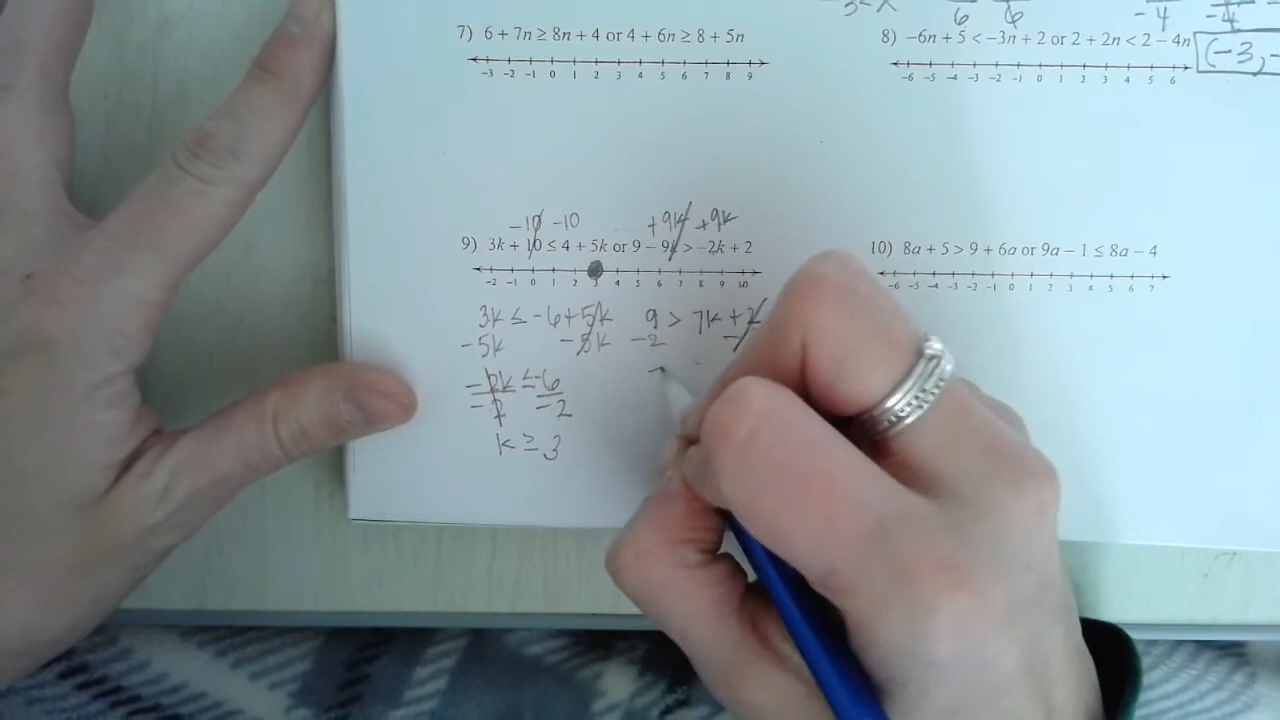 3-x 6 6 -4 -4
7) 6 + 7n ≥ 8n + 4 or 4 + 6n ≥ 8 + 5n
-3 -2 -1 0 1 2 3 4 5 6 7 8 9
8) -6n + 5 < -3n + 2 or 2 + 2n < 2 - 4n
(-3, -
-6 -5 -4 -3 -2 -1 0 1 2 3 4 5 6
-10 -10 +9k +9k
9) 3k + 10 ≤ 4 + 5k or 9 - 9k > -2k + 2
-2 -1 0 1 2 3 4 5 6 7 8 9 10
3k ≤ -6+5k 9 > 7k+2
-5k -5k -2 -
-2k ≤ -6
-2 -2
k ≥ 3
10) 8a + 5 > 9 + 6a or 9a - 1 ≤ 8a - 4
-6 -5 -4 -3 -2 -1 0 1 2 3 4 5 6 7